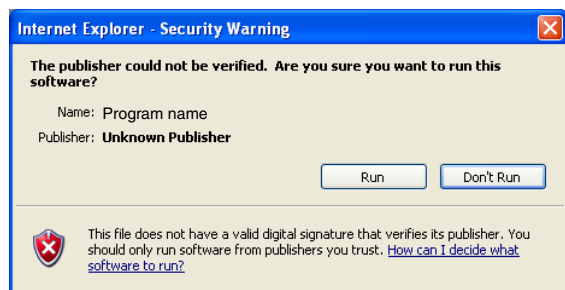 Internet Explorer - Security Warning
The publisher could not be verified. Are you sure you want to run this
software?
Name: Program name
Publisher: Unknown Publisher
Run Don't Run
This file does not have a valid digital signature that verifies its publisher. You
should only run software from publishers you trust. How can I decide what
software to run?